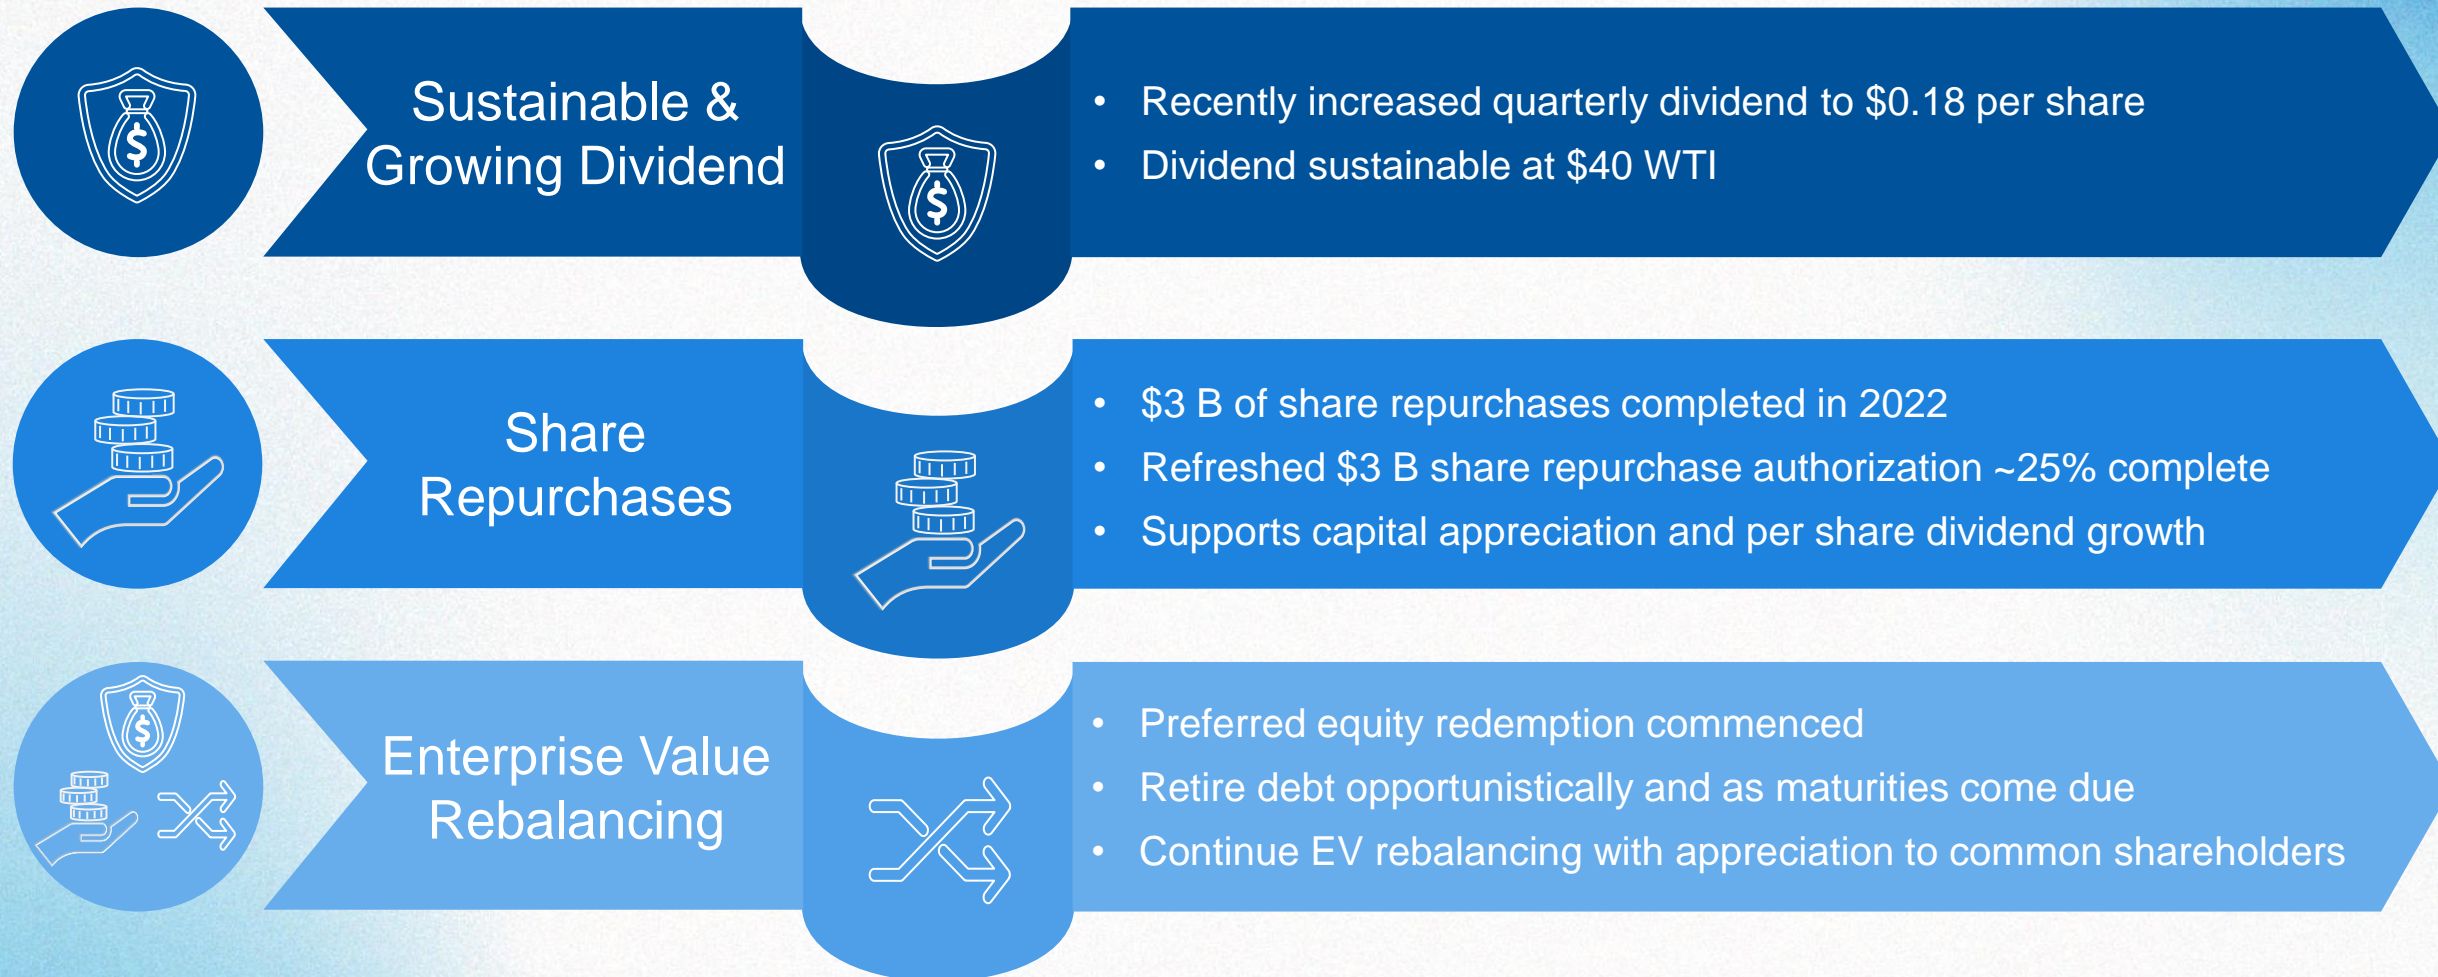 Sustainable &
Growing Dividend
• Recently increased quarterly dividend to $0.18 per share
• Dividend sustainable at $40 WTI
Share
Repurchases
• $3 B of share repurchases completed in 2022
• Refreshed $3 B share repurchase authorization ~25% complete
• Supports capital appreciation and per share dividend growth
Enterprise Value
Rebalancing
• Preferred equity redemption commenced
• Retire debt opportunistically and as maturities come due
• Continue EV rebalancing with appreciation to common shareholders